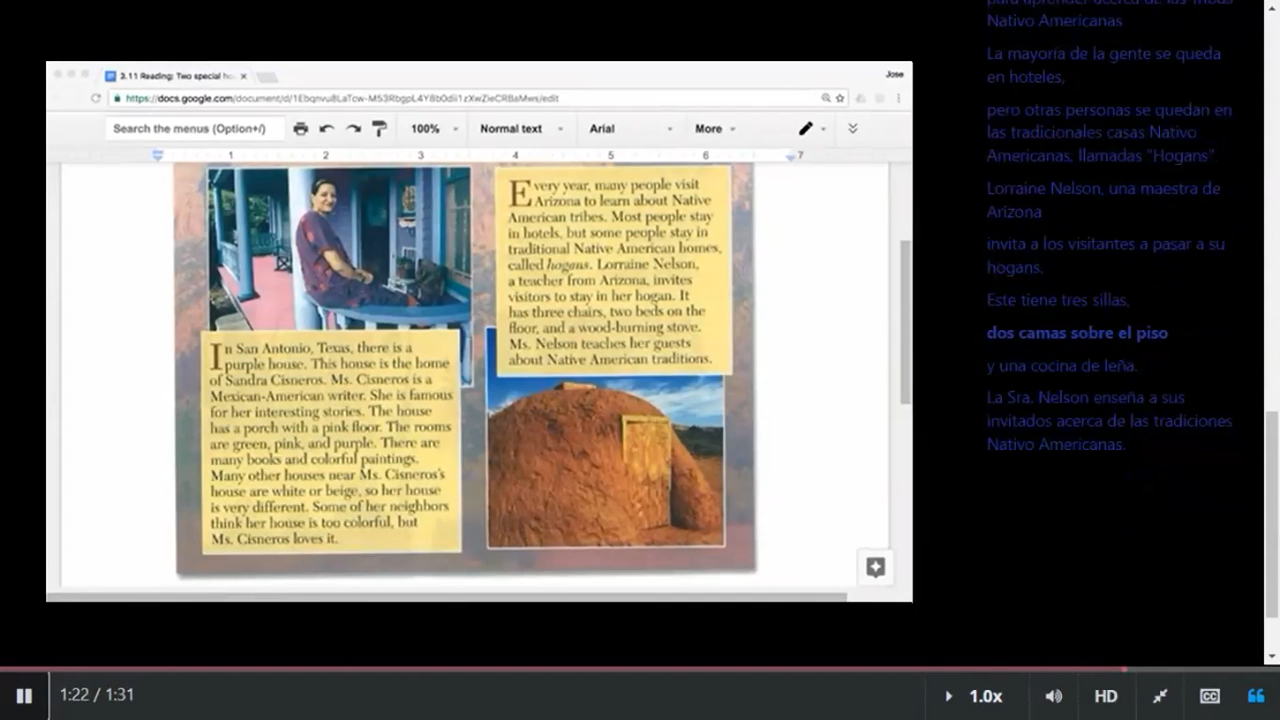 3.11 Reading: Two special ho
Jose
https://docs.google.com/document/d/1Ebqnvu8LaTcw-M53RbgpL4Y8b0dii1zXwZieCRBaMws/edit
Search the menus (Option+/)
100%
Normal text
Arial
More
1 2 3 4 5 6 7
In San Antonio, Texas, there is a
purple house. This house is the home
of Sandra Cisneros. Ms. Cisneros is a
Mexican-American writer. She is famous
for her interesting stories. The house
has a porch with a pink floor. The rooms
are green, pink, and purple. There are
many books and colorful paintings.
Many other houses near Ms. Cisneros's
house are white or beige, so her house
is very different. Some of her neighbors
think her house is too colorful, but
Ms. Cisneros loves it.
Every year, many people visit
Arizona to learn about Native
American tribes. Most people stay
in hotels, but some people stay in
traditional Native American homes,
called hogans. Lorraine Nelson,
a teacher from Arizona, invites
visitors to stay in her hogan. It
has three chairs, two beds on the
floor, and a wood-burning stove.
Ms. Nelson teaches her guests
about Native American traditions.
Nativo Americanas
La mayoría de la gente se queda
en hoteles,
pero otras personas se quedan en
las tradicionales casas Nativo
Americanas, llamadas "Hogans"
Lorraine Nelson, una maestra de
Arizona
invita a los visitantes a pasar a su
hogans.
Este tiene tres sillas,
dos camas sobre el piso
y una cocina de leña.
La Sra. Nelson enseña a sus
invitados acerca de las tradiciones
Nativo Americanas.
1:22 / 1:31
1.0x
HD
CC